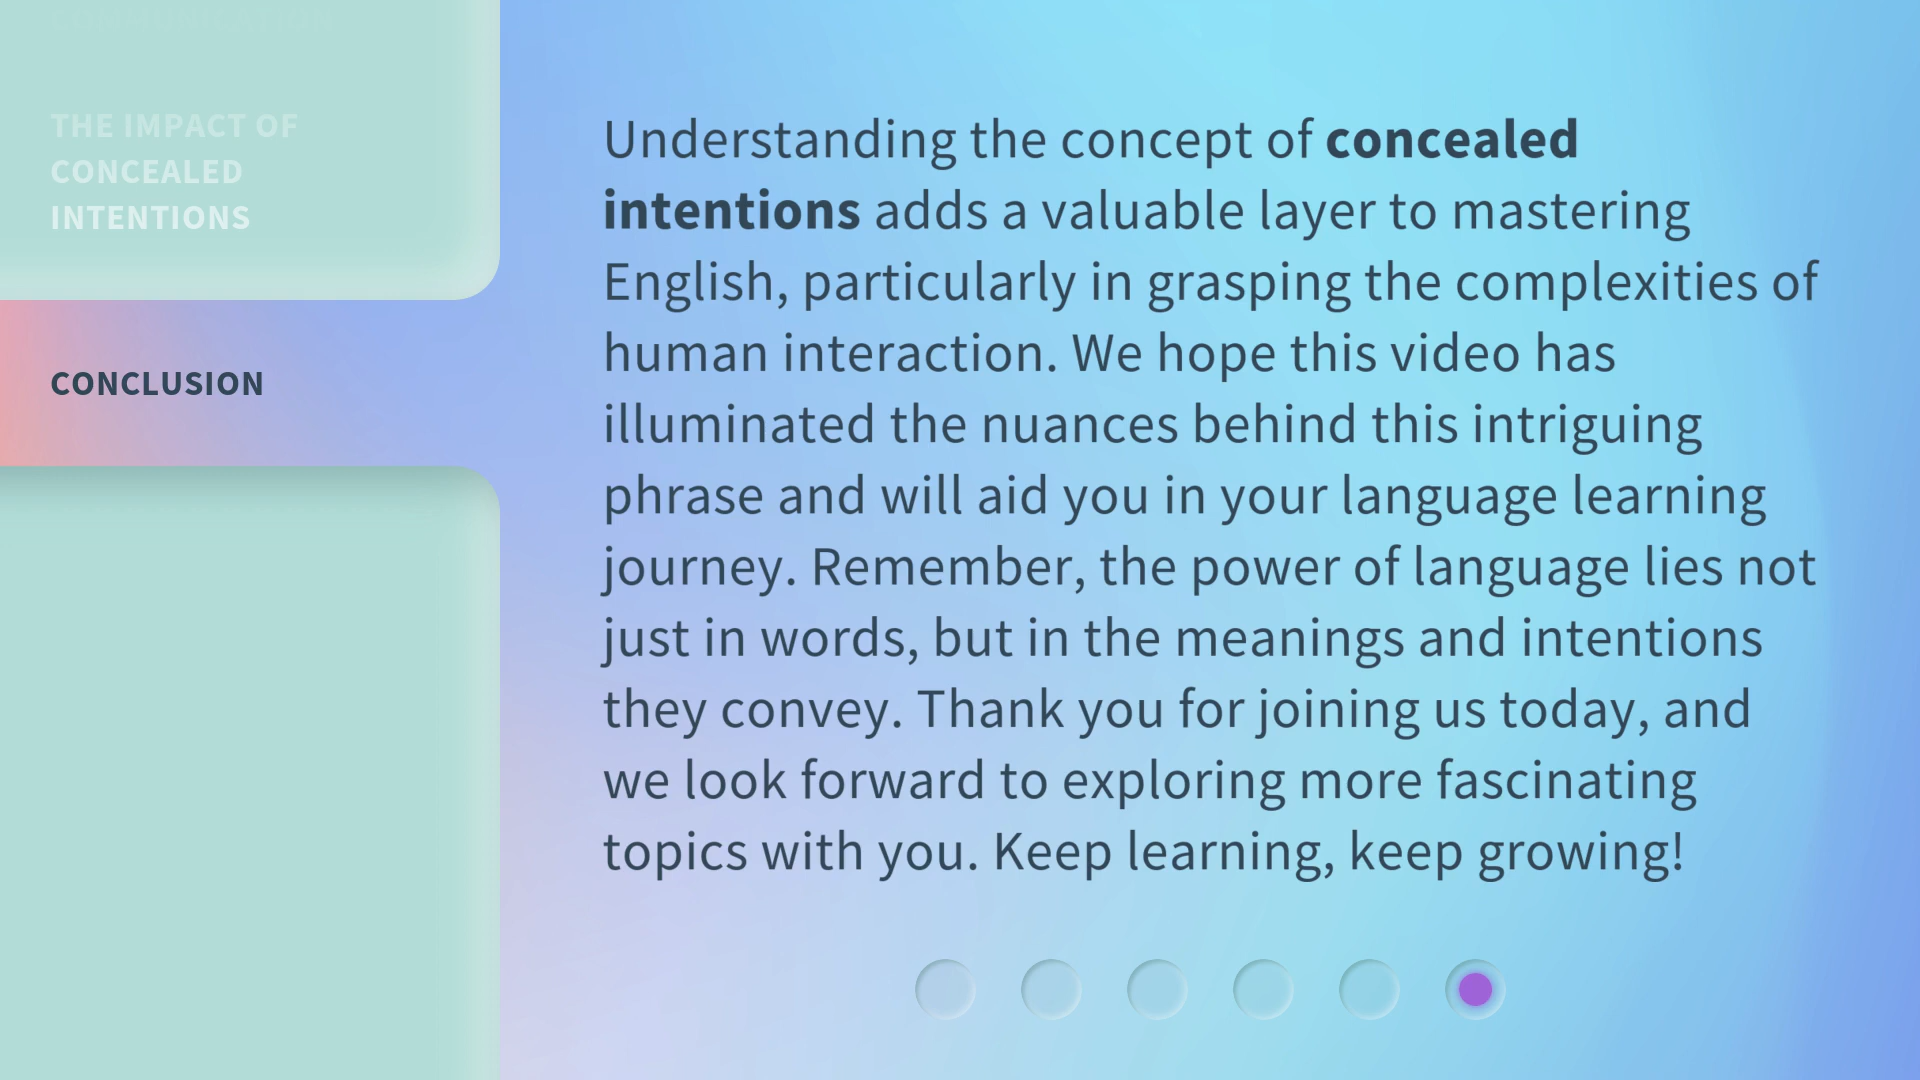 THE IMPACT OF
CONCEALED
INTENTIONS
CONCLUSION
Understanding the concept of concealed
intentions adds a valuable layer to mastering
English, particularly in grasping the complexities of
human interaction. We hope this video has
illuminated the nuances behind this intriguing
phrase and will aid you in your language learning
journey. Remember, the power of language lies not
just in words, but in the meanings and intentions
they convey. Thank you for joining us today, and
we look forward to exploring more fascinating
topics with you. Keep learning, keep growing!